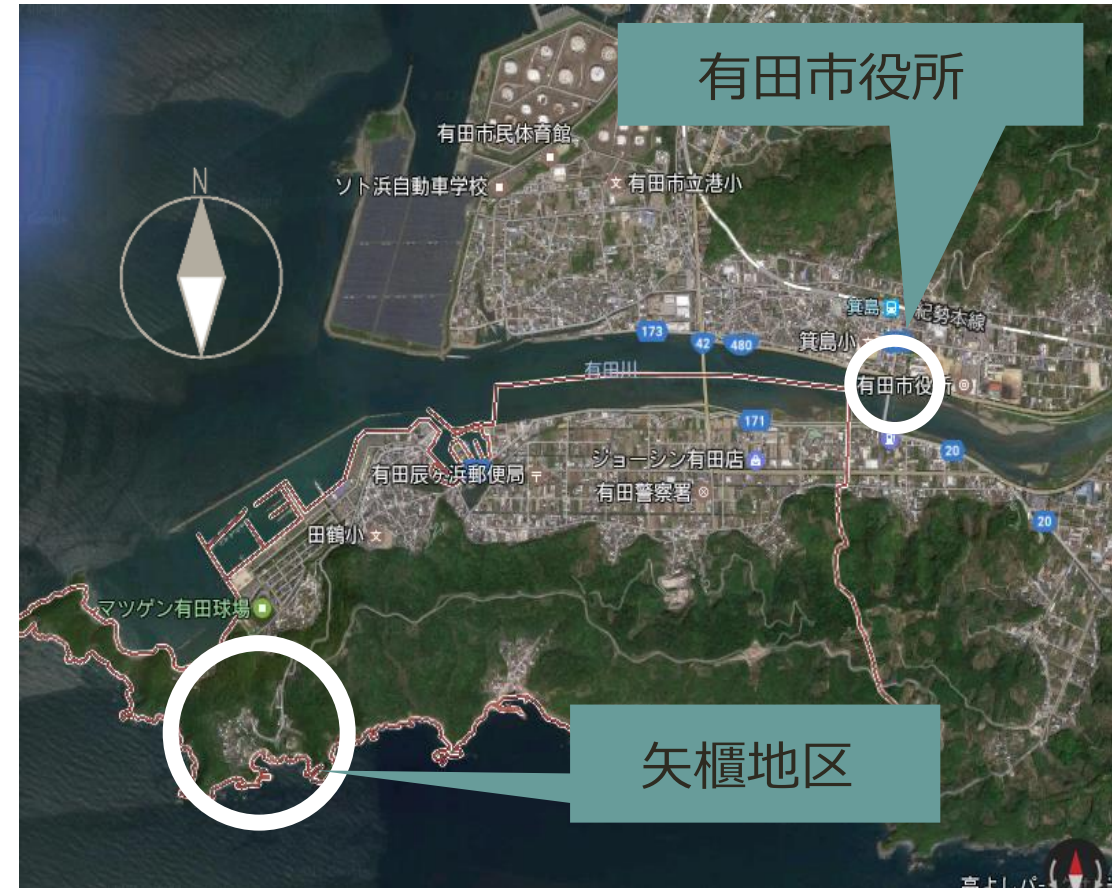 有田市役所
有田市民体育館
ソト浜自動車学校
有田市立港小
N
箕島
紀勢本線
173
42
480
箕島小
有田川
有田市役所
171
ジョーシン有田店
20
有田辰ヶ浜郵便局
有田警察署
20
田鶴小
マツゲン有田球場
矢櫃地区